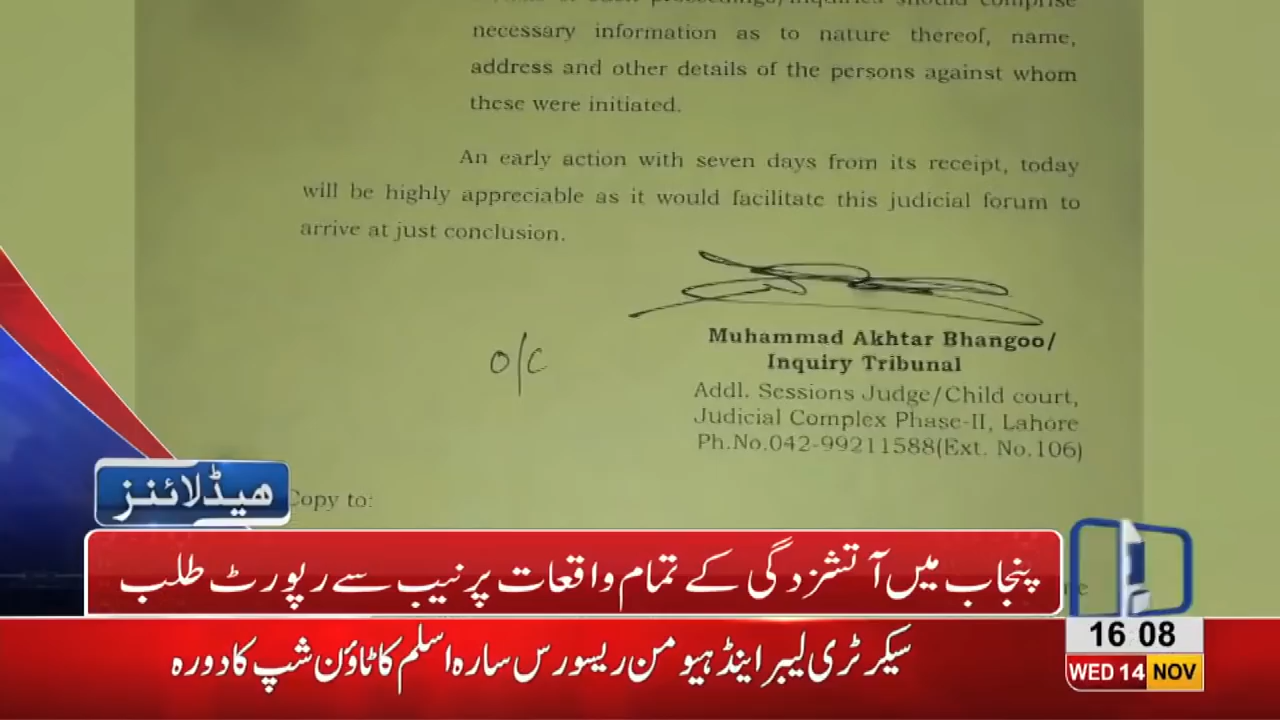 necessary information as to nature thereof, name,
address and other details of the persons against whom
these were initiated.
An early action with seven days from its receipt, today
will be highly appreciable as it would facilitate this judicial forum to
arrive at just conclusion.
O/C
Muhammad Akhtar Bhangoo/
Inquiry Tribunal
Addl. Sessions Judge/Child court,
Judicial Complex Phase-II, Lahore
Ph.No.042-99211588(Ext. No.106)
Copy to:
ہیڈلائنز
پنجاب میں آتشزدگی کے تمام واقعات پر نیب سے رپورٹ طلب
سیکرٹری لیبر اینڈ ہیومن ریسورس سارہ اسلم کا ٹاؤن شپ کا دورہ
16 08
WED 14 NOV